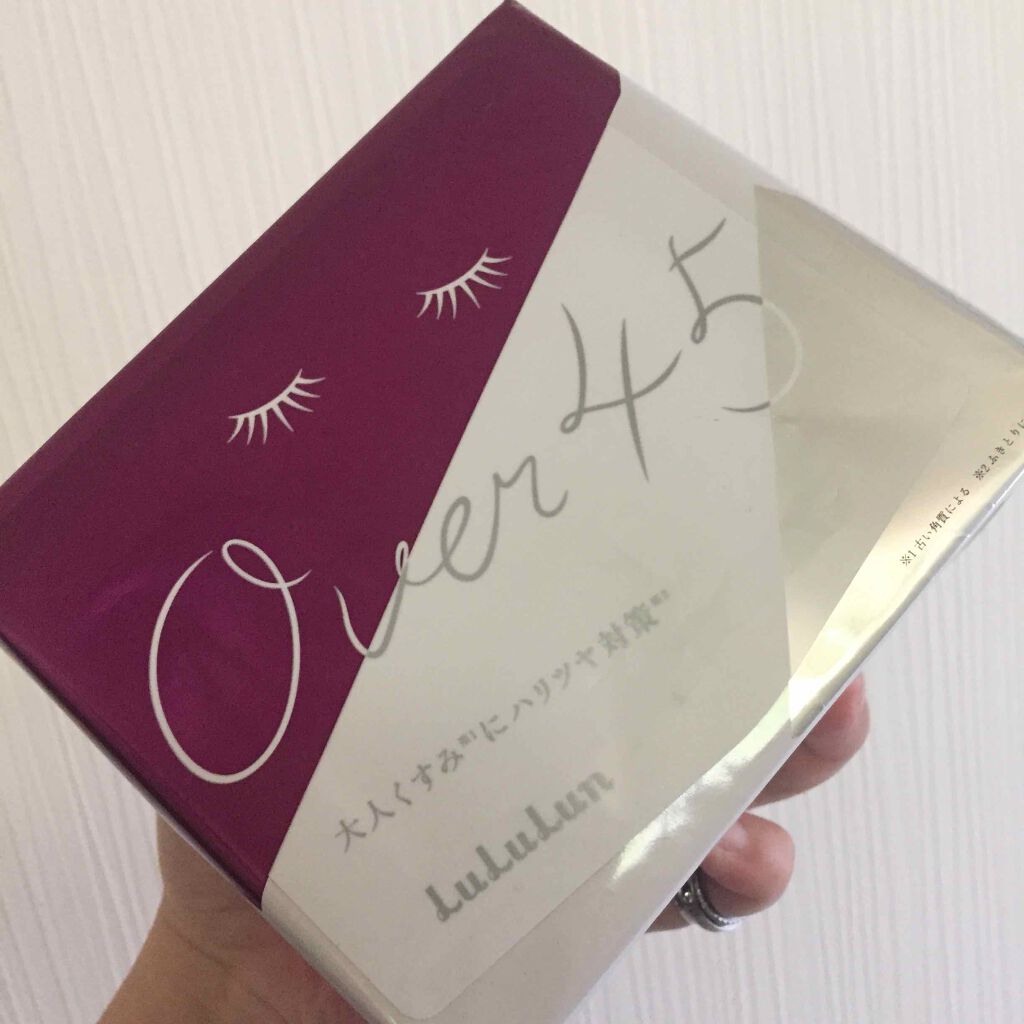 Over45
大人くすみ※1にハリツヤ対策※3
LuLuLun
※1 古い角質による ※2 ふきとりに